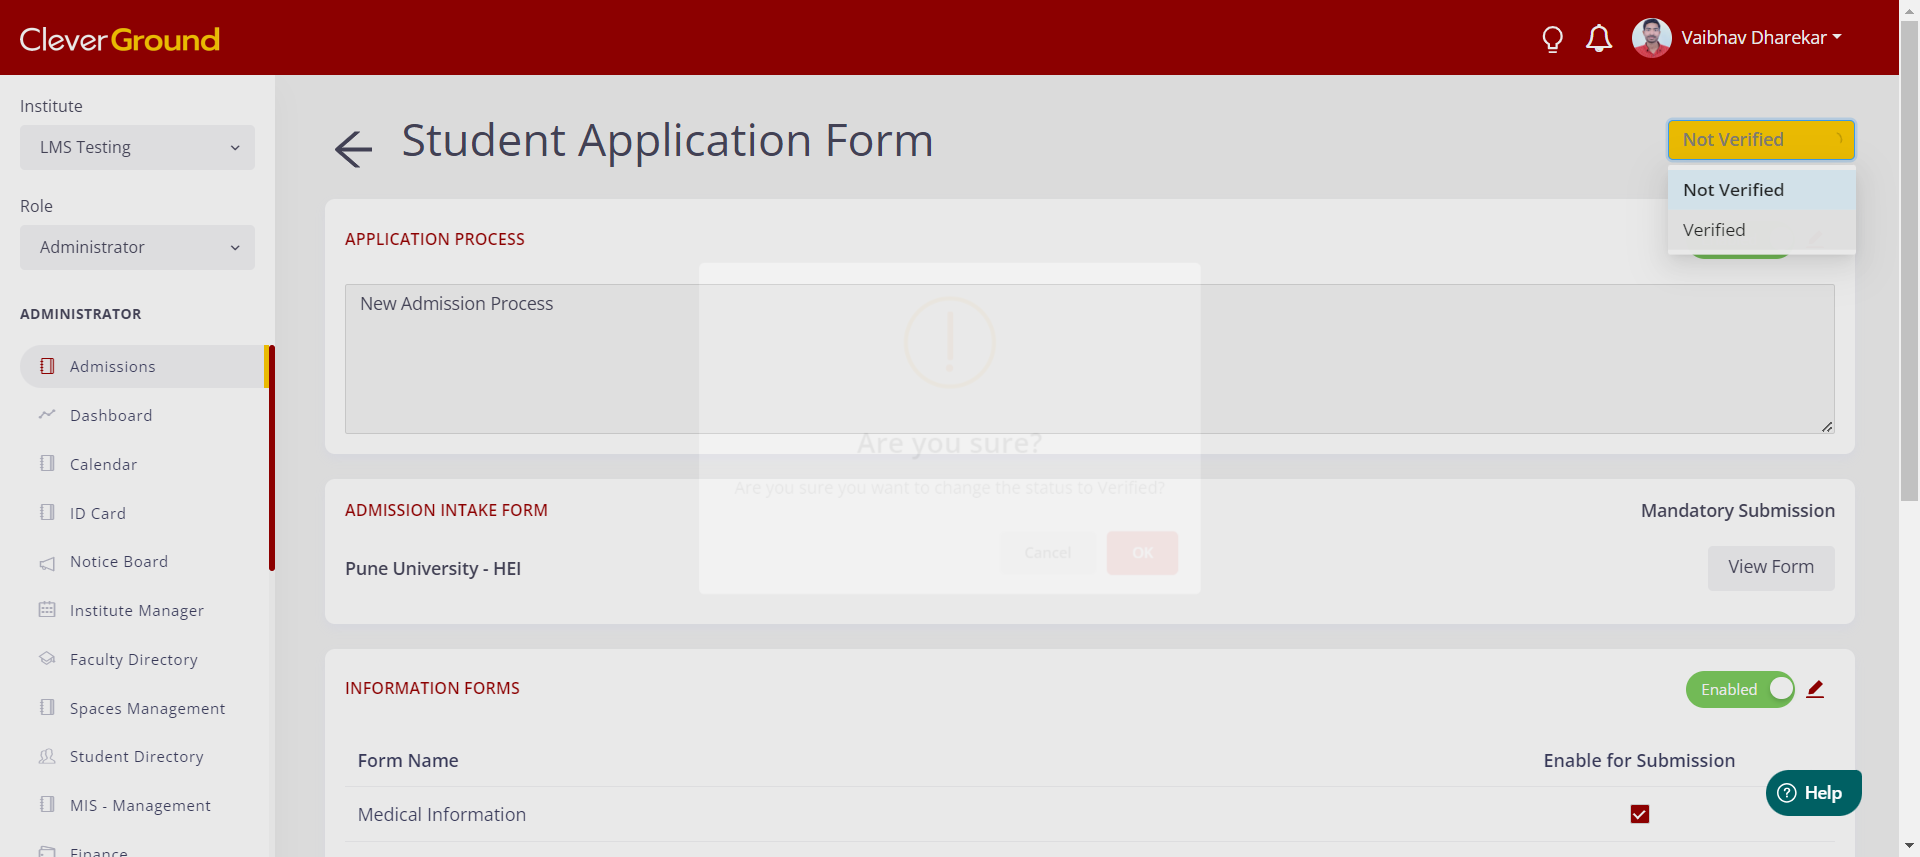 CleverGround
Vaibhav Dharekar
Institute
LMS Testing
Role
Administrator
ADMINISTRATOR
Admissions
Dashboard
Calendar
ID Card
Notice Board
Institute Manager
Faculty Directory
Spaces Management
Student Directory
MIS - Management
Finance
Student Application Form
Not Verified
Not Verified
Verified
APPLICATION PROCESS
New Admission Process
Are you sure?
Are you sure you want to change the status to Verified?
Cancel
OK
ADMISSION INTAKE FORM
Mandatory Submission
Pune University - HEI
View Form
INFORMATION FORMS
Enabled
Form Name
Enable for Submission
Medical Information
Help